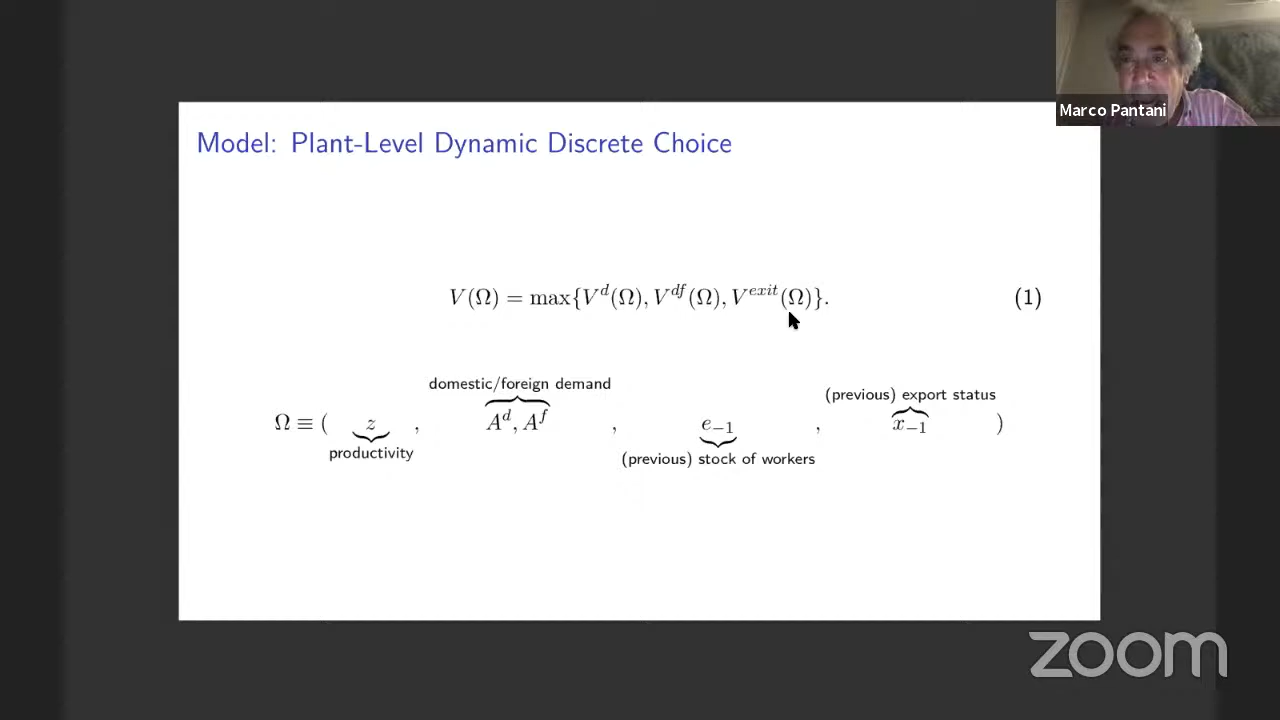 Marco Pantani
Model: Plant-Level Dynamic Discrete Choice
V(Ω) = max{V^d(Ω), V^{df}(Ω), V^{exit}(Ω)}. (1)
domestic/foreign demand
(previous) export status
Ω ≡ ( z , A^d, A^f , e_{−1} , x_{−1} )
productivity
(previous) stock of workers
zoom